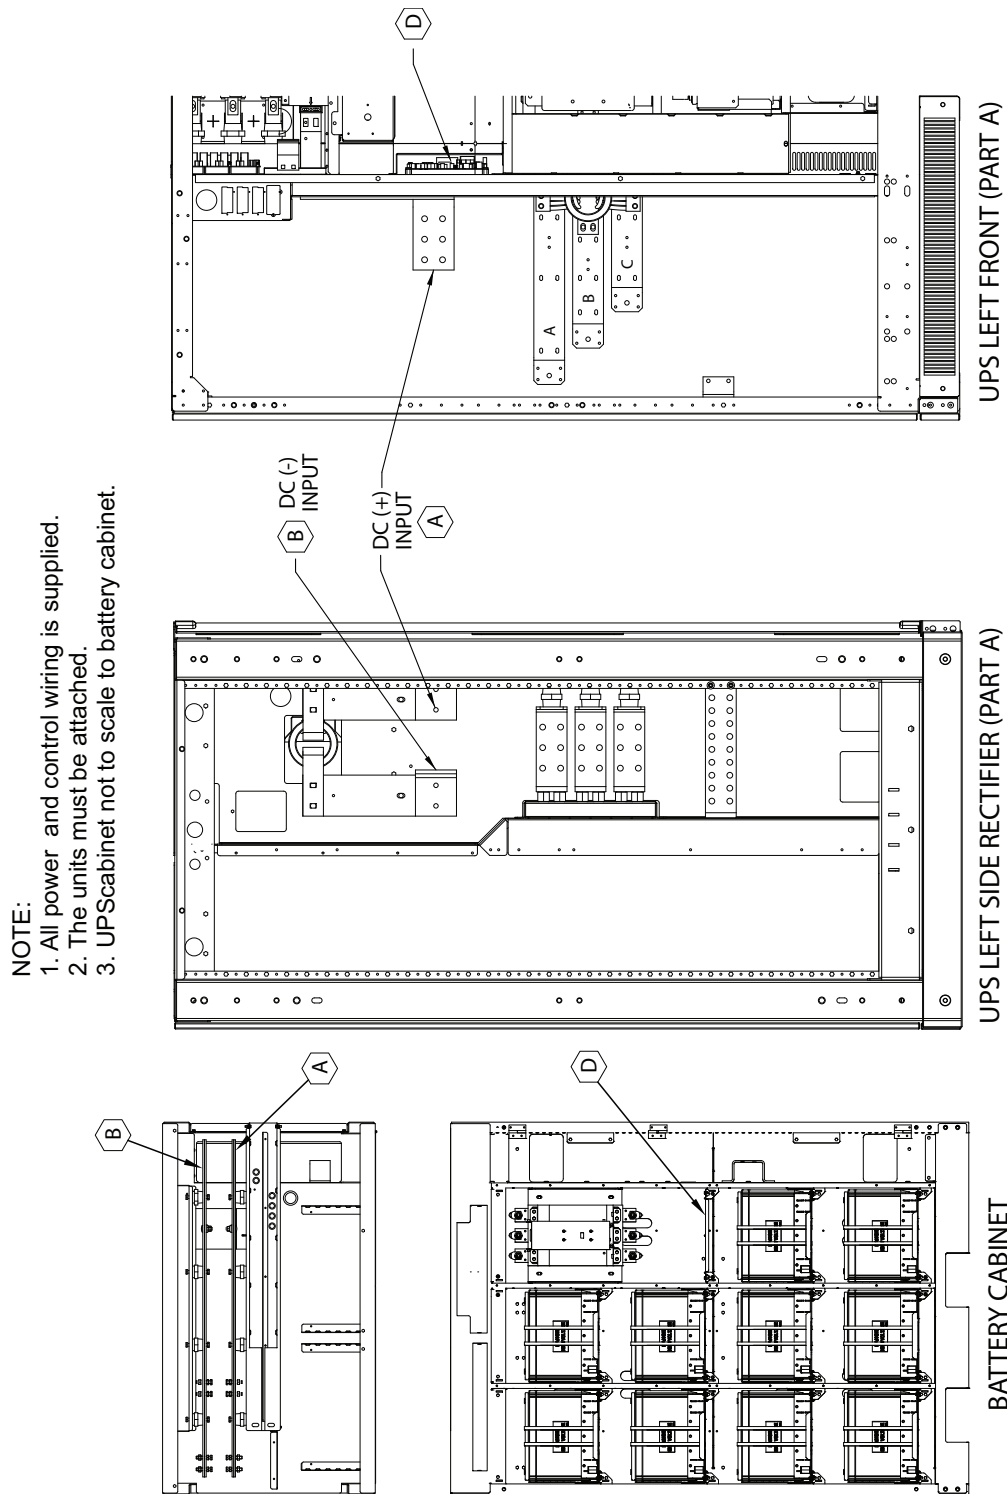 NOTE:
1. All power and control wiring is supplied.
2. The units must be attached.
3. UPScabinet not to scale to battery cabinet.
B
A
D
BATTERY CABINET
B
DC (-)
INPUT
DC (+)
INPUT
A
UPS LEFT SIDE RECTIFIER (PART A)
D
A
B
C
UPS LEFT FRONT (PART A)